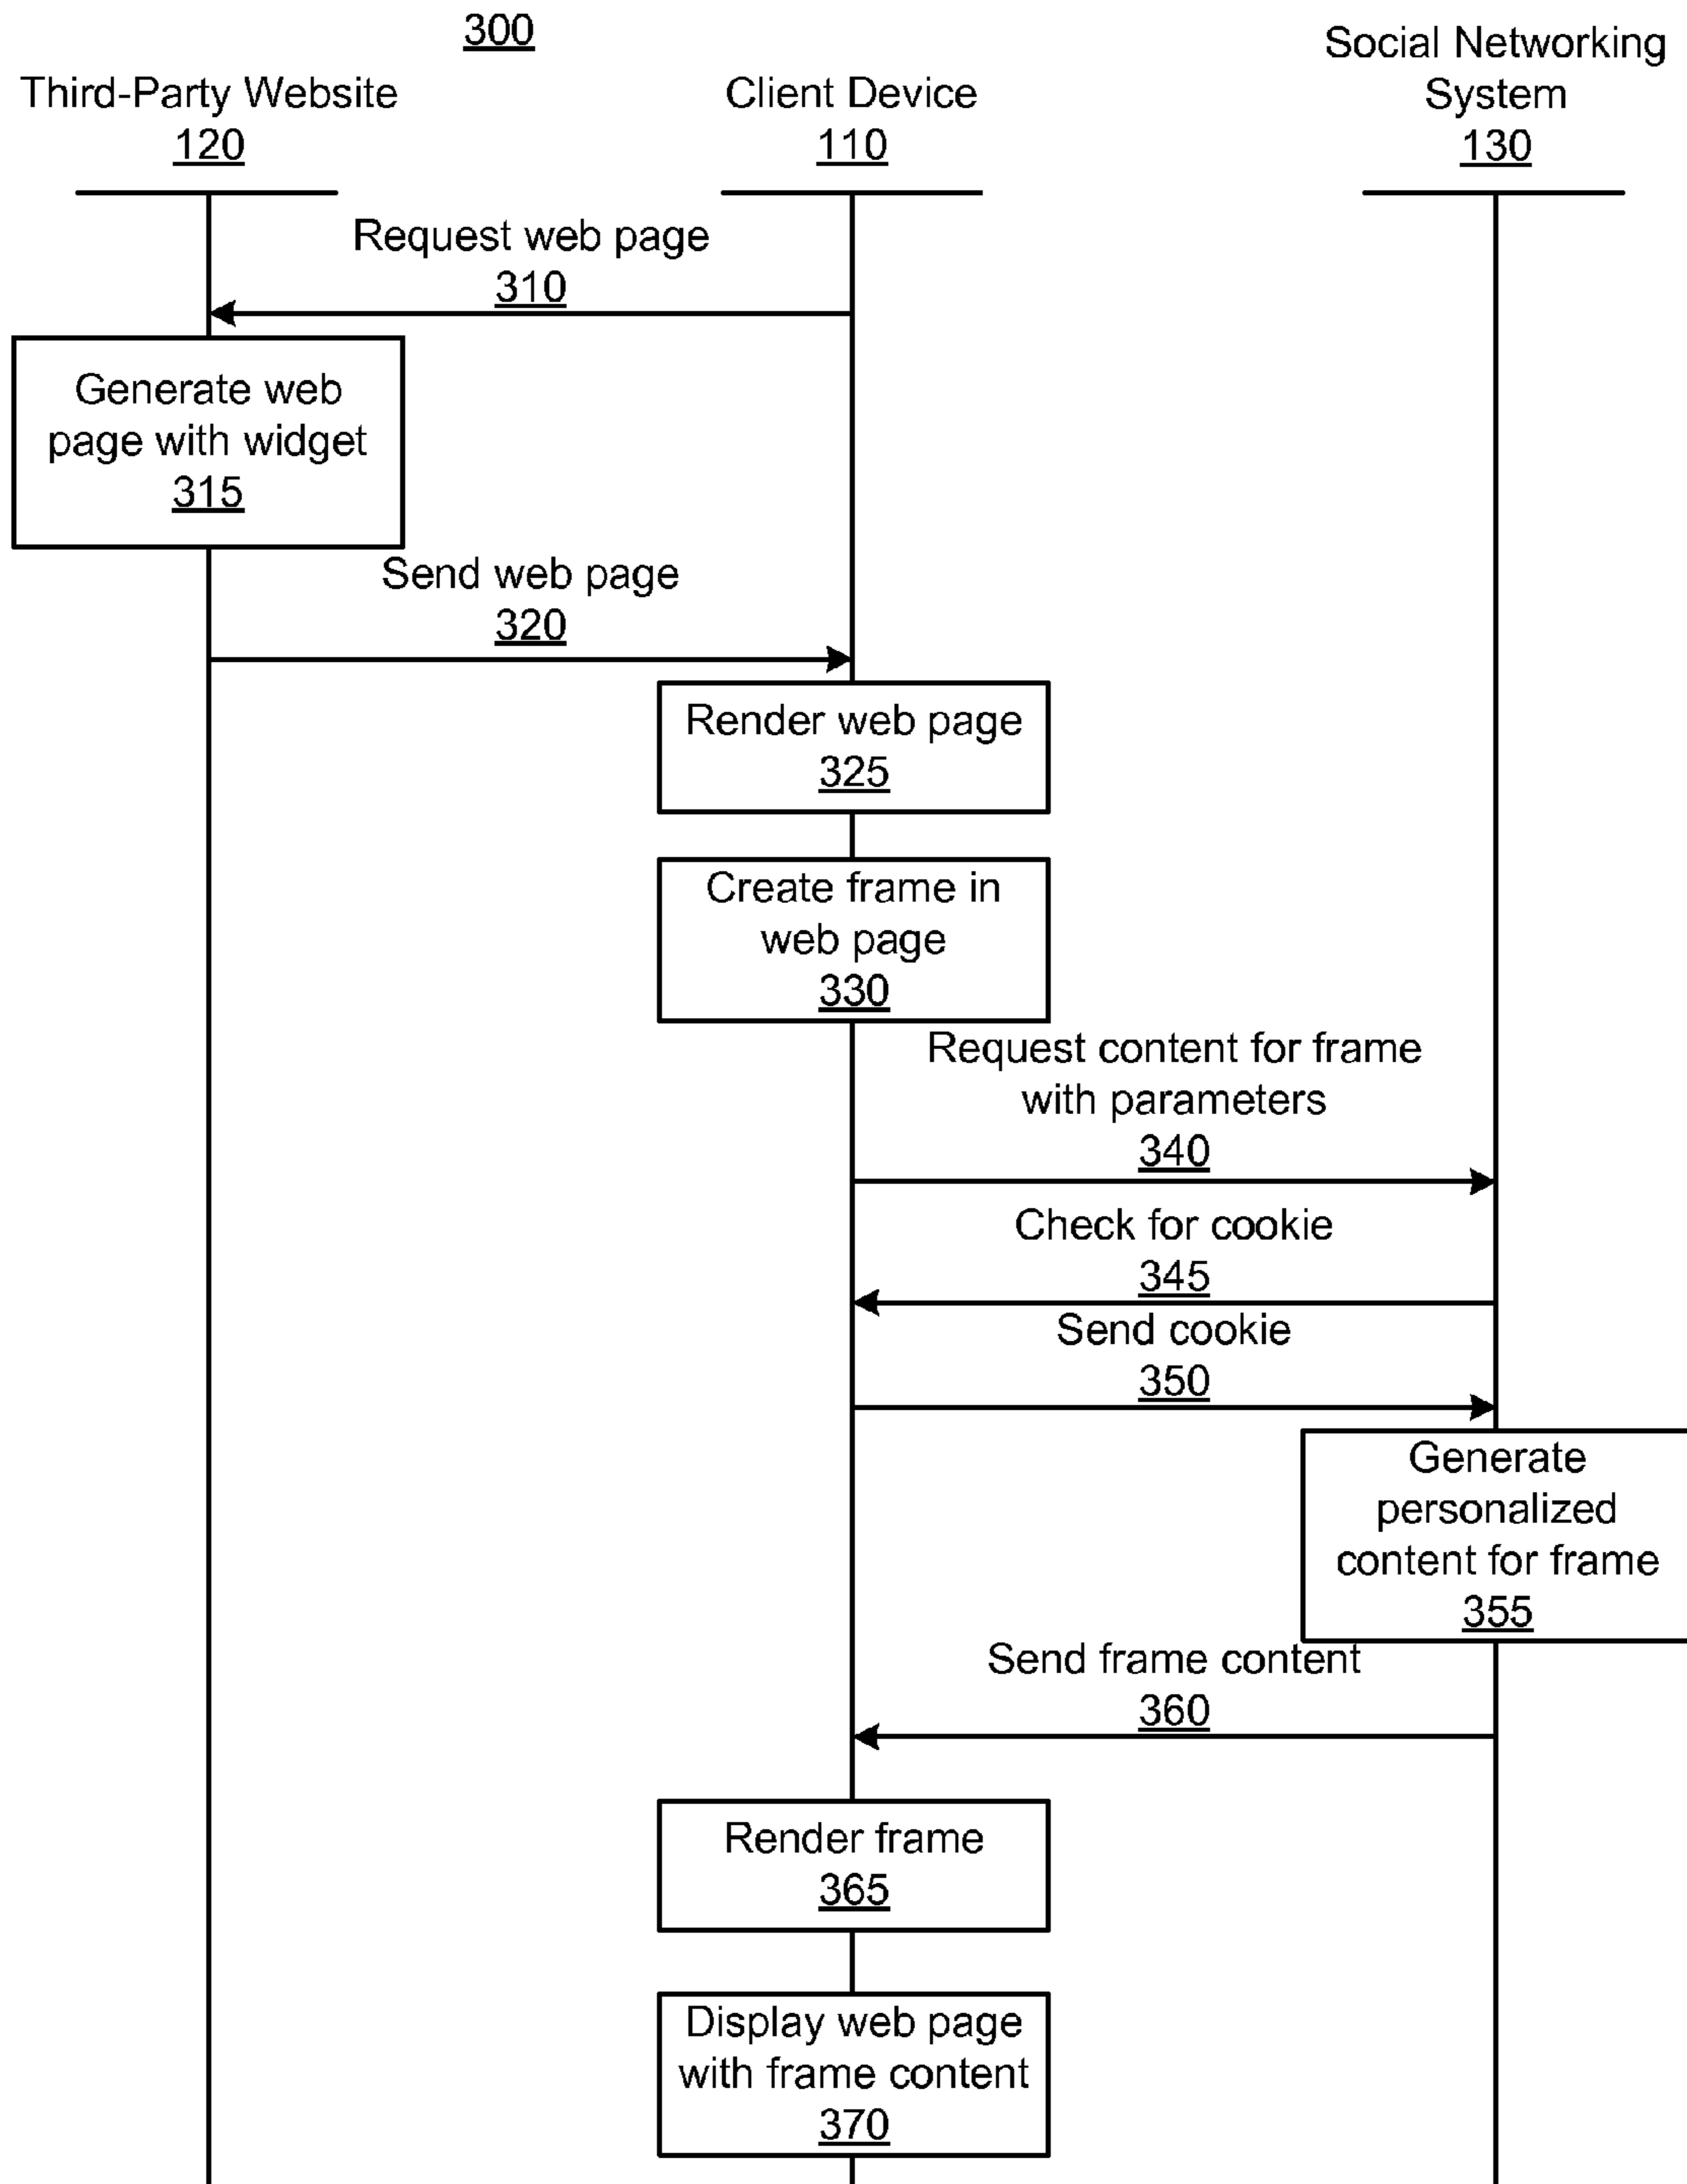 300
Third-Party Website
120
Client Device
110
Social Networking
System
130
Request web page
310
Generate web
page with widget
315
Send web page
320
Render web page
325
Create frame in
web page
330
Request content for frame
with parameters
340
Check for cookie
345
Send cookie
350
Generate
personalized
content for frame
355
Send frame content
360
Render frame
365
Display web page
with frame content
370